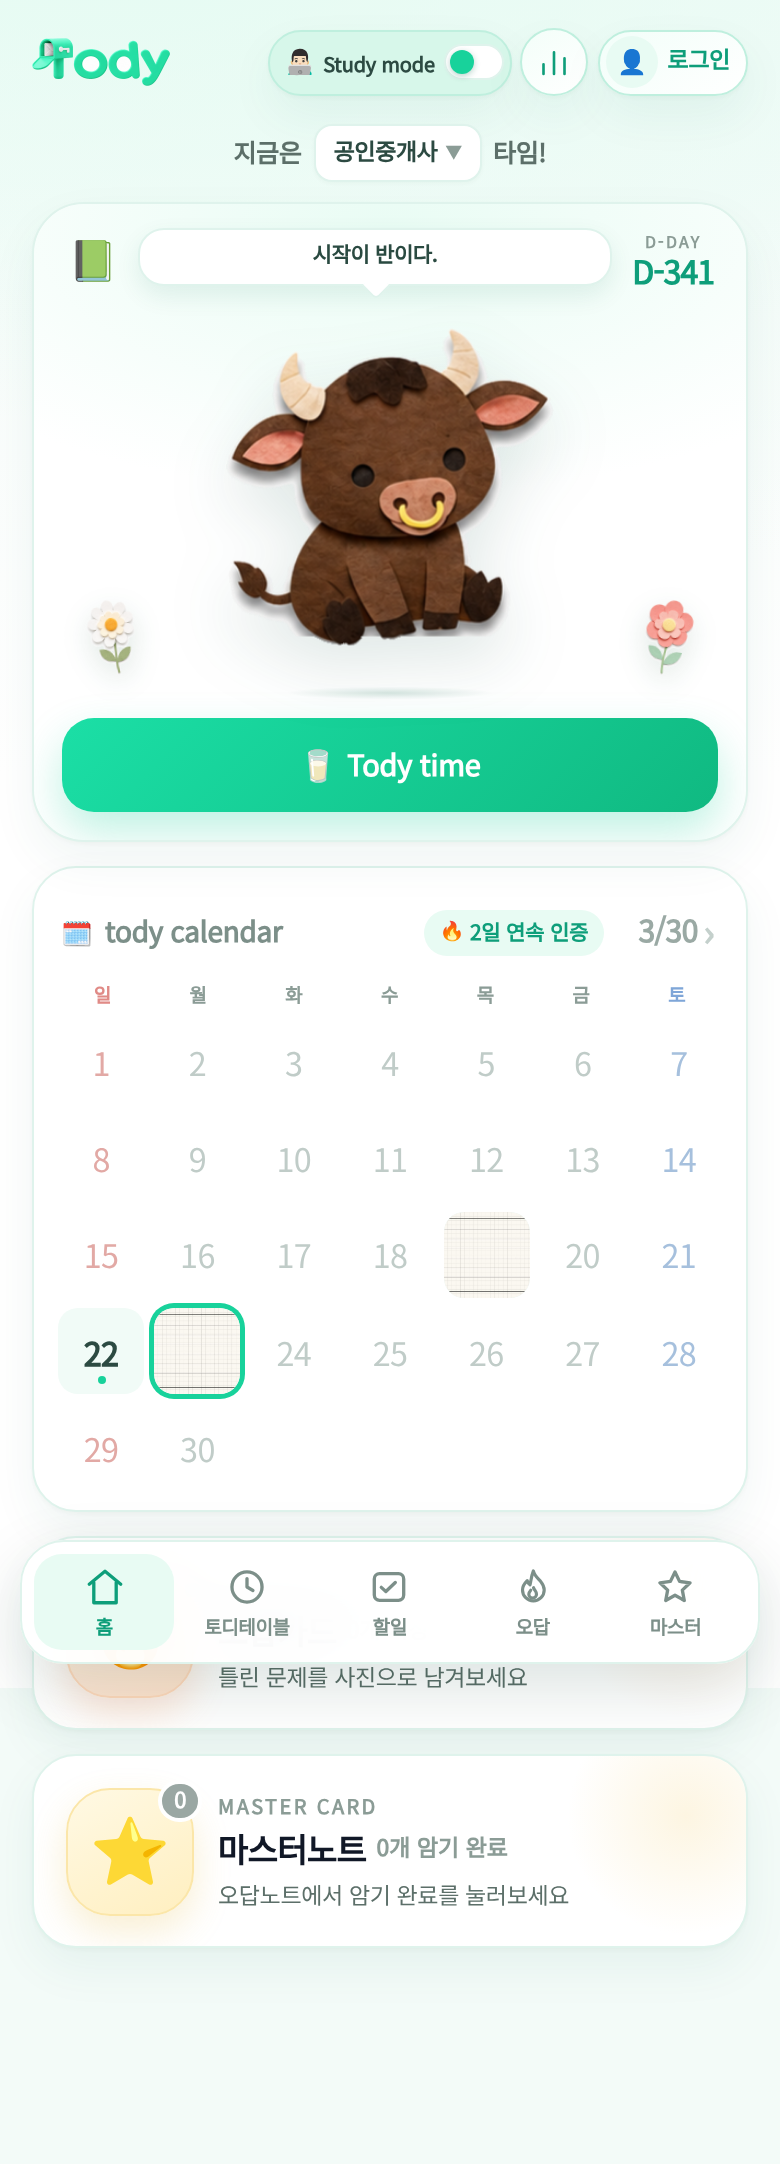 Tody
Study mode
로그인
지금은 공인중개사 ▼ 타임!
시작이 반이다.
D-DAY
D-341
Tody time
tody calendar
2일 연속 인증
3/30 ›
일 월 화 수 목 금 토
1 2 3 4 5 6 7
8 9 10 11 12 13 14
15 16 17 18 20 21
22 24 25 26 27 28
29 30
홈 토디테이블 할일 오답 마스터
틀린 문제를 사진으로 남겨보세요
0
MASTER CARD
마스터노트 0개 암기 완료
오답노트에서 암기 완료를 눌러보세요